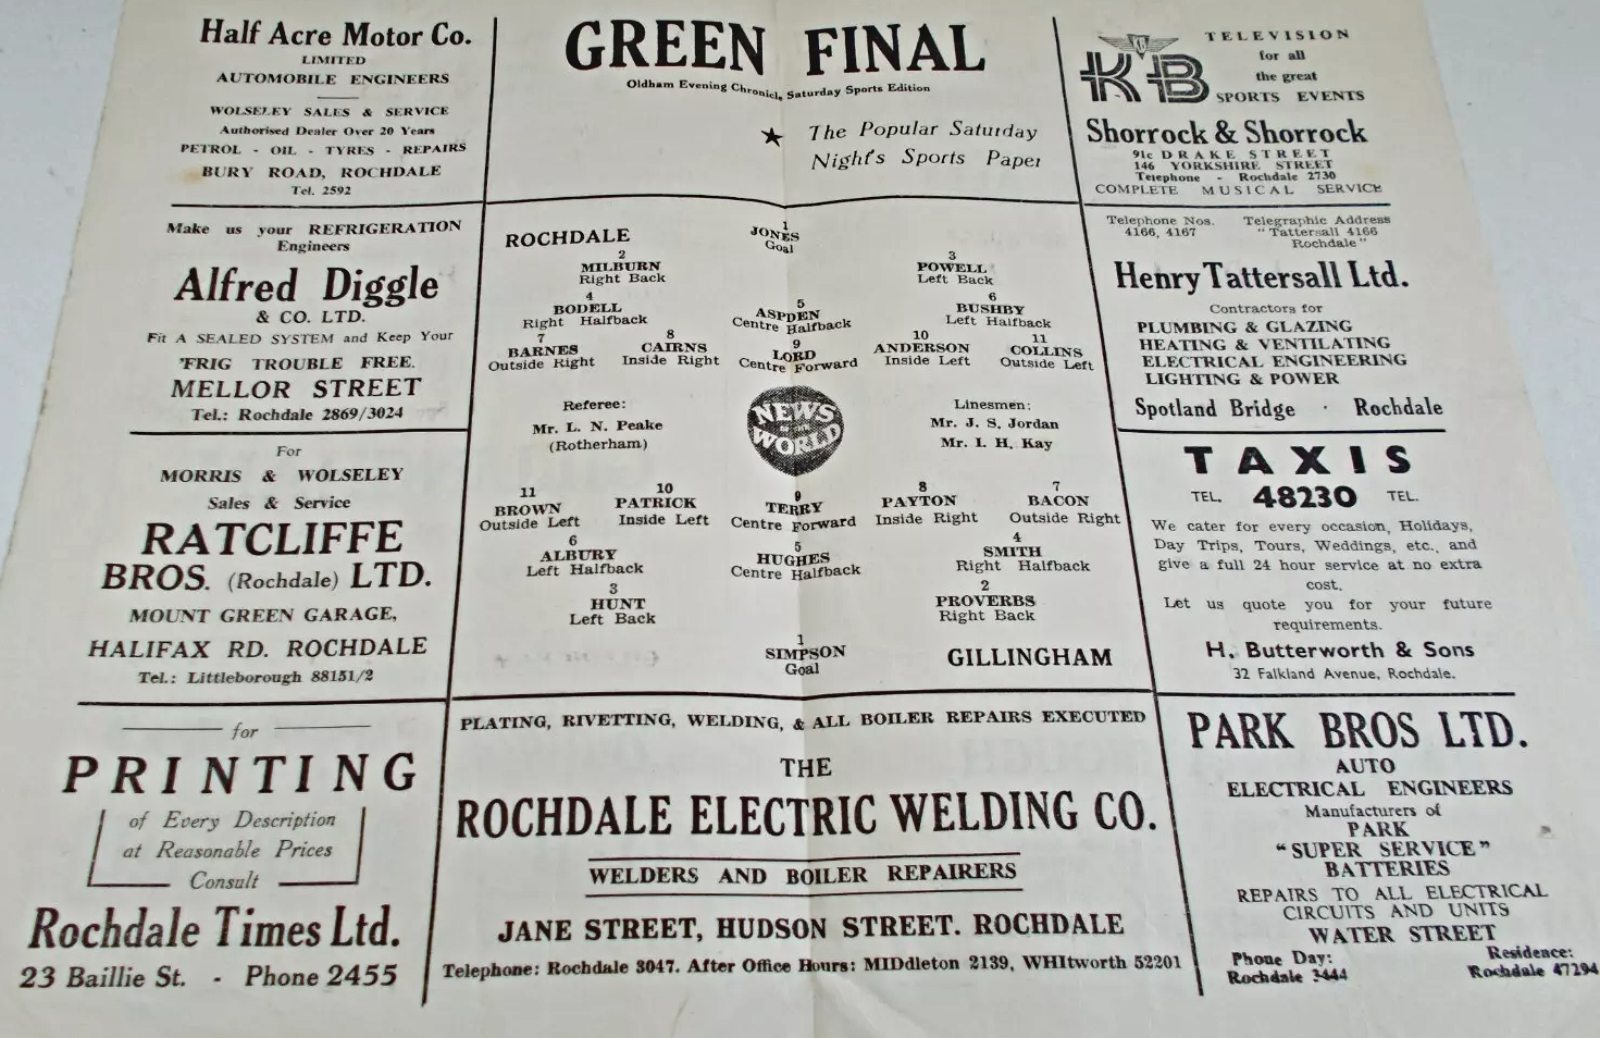 Half Acre Motor Co.
LIMITED
AUTOMOBILE ENGINEERS
WOLSELEY SALES & SERVICE
Authorised Dealer Over 20 Years
PETROL - OIL - TYRES - REPAIRS
BURY ROAD, ROCHDALE
Tel. 2592
Make us your REFRIGERATION
Engineers
Alfred Diggle
& CO. LTD.
Fit A SEALED SYSTEM and Keep Your
'FRIG TROUBLE FREE.
MELLOR STREET
Tel.: Rochdale 2869/3024
For
MORRIS & WOLSELEY
Sales & Service
RATCLIFFE
BROS. (Rochdale) LTD.
MOUNT GREEN GARAGE,
HALIFAX RD. ROCHDALE
Tel.: Littleborough 88151/2
for
PRINTING
of Every Description
at Reasonable Prices
Consult
Rochdale Times Ltd.
23 Baillie St. - Phone 2455
GREEN FINAL
Oldham Evening Chronicle Saturday Sports Edition
★ The Popular Saturday
Night's Sports Paper
ROCHDALE
1
JONES
Goal
2 3
MILBURN POWELL
Right Back Left Back
4 5 6
BODELL ASPDEN BUSHBY
Right Halfback Centre Halfback Left Halfback
7 8 9 10 11
BARNES CAIRNS LORD ANDERSON COLLINS
Outside Right Inside Right Centre Forward Inside Left Outside Left
Referee: Linesmen:
Mr. L. N. Peake Mr. J. S. Jordan
(Rotherham) Mr. I. H. Kay
NEWS
OF THE
WORLD
11 10 9 8 7
BROWN PATRICK TERRY PAYTON BACON
Outside Left Inside Left Centre Forward Inside Right Outside Right
6 5 4
ALBURY HUGHES SMITH
Left Halfback Centre Halfback Right Halfback
3 2
HUNT PROVERBS
Left Back Right Back
1
SIMPSON
Goal
GILLINGHAM
PLATING, RIVETTING, WELDING, & ALL BOILER REPAIRS EXECUTED
THE
ROCHDALE ELECTRIC WELDING CO.
WELDERS AND BOILER REPAIRERS
JANE STREET, HUDSON STREET. ROCHDALE
Telephone: Rochdale 3047. After Office Hours: MIDdleton 2139, WHItworth 52201
KB TELEVISION
for all
the great
SPORTS EVENTS
Shorrock & Shorrock
91c DRAKE STREET
146 YORKSHIRE STREET
Telephone - Rochdale 2730
COMPLETE MUSICAL SERVICE
Telephone Nos. Telegraphic Address
4166, 4167 "Tattersall 4166
Rochdale"
Henry Tattersall Ltd.
Contractors for
PLUMBING & GLAZING
HEATING & VENTILATING
ELECTRICAL ENGINEERING
LIGHTING & POWER
Spotland Bridge · Rochdale
TAXIS
TEL. 48230 TEL.
We cater for every occasion, Holidays,
Day Trips, Tours, Weddings, etc., and
give a full 24 hour service at no extra
cost.
Let us quote you for your future
requirements.
H. Butterworth & Sons
32 Falkland Avenue, Rochdale.
PARK BROS LTD.
AUTO
ELECTRICAL ENGINEERS
Manufacturers of
PARK
"SUPER SERVICE"
BATTERIES
REPAIRS TO ALL ELECTRICAL
CIRCUITS AND UNITS
WATER STREET
Phone Day: Residence:
Rochdale 3444 Rochdale 47294